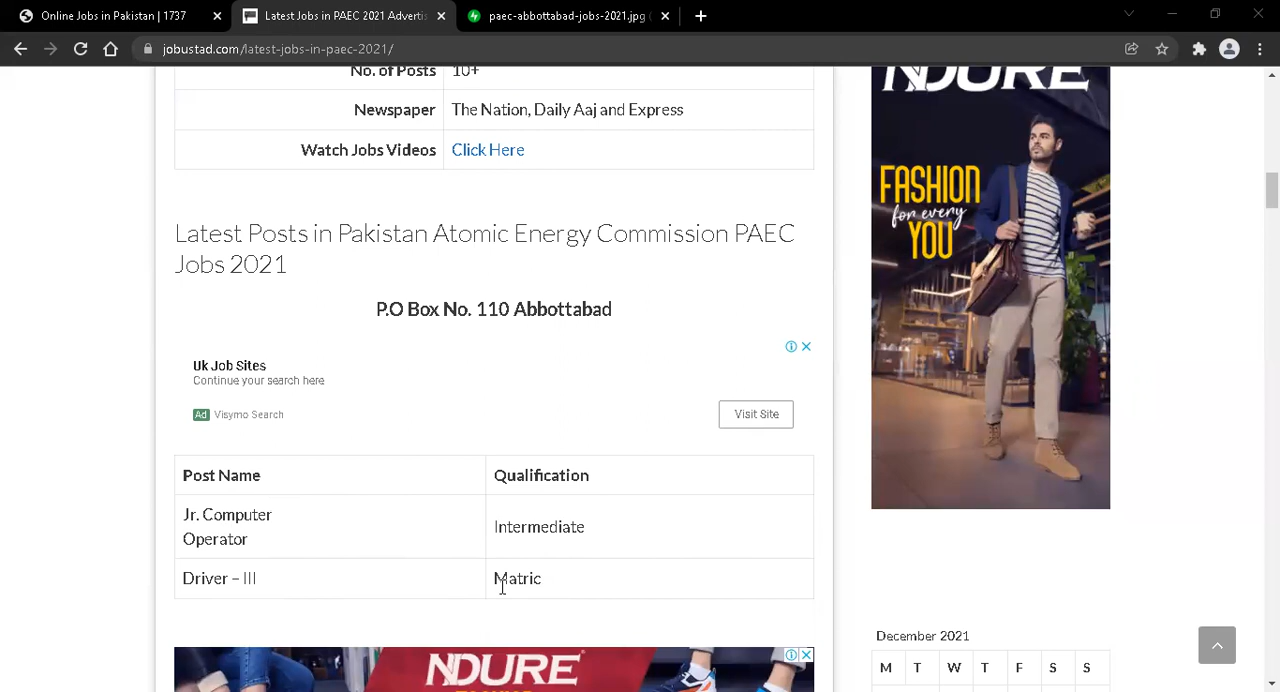 Online Jobs in Pakistan | 1737
Latest Jobs in PAEC 2021 Adverti
paec-abbottabad-jobs-2021.jpg (
jobustad.com/latest-jobs-in-paec-2021/
No. of Posts 10+
Newspaper The Nation, Daily Aaj and Express
Watch Jobs Videos Click Here
Latest Posts in Pakistan Atomic Energy Commission PAEC
Jobs 2021
P.O Box No. 110 Abbottabad
Uk Job Sites
Continue your search here
Ad Visymo Search
Visit Site
Post Name Qualification
Jr. Computer
Operator
Intermediate
Driver – III Matric
NDURE
NDURE
FASHION
for every
YOU
December 2021
M T W T F S S